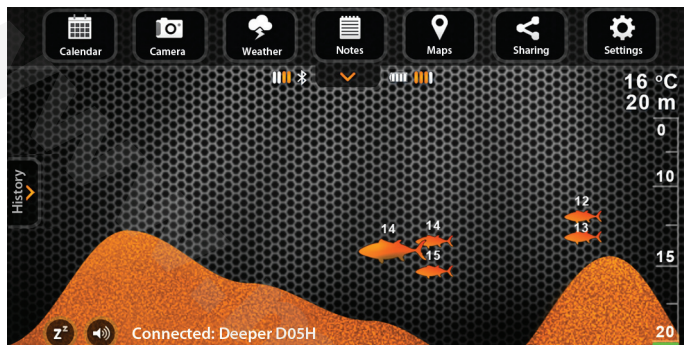 Calendar
Camera
Weather
Notes
Maps
Sharing
Settings
16 °C
20 m
0
10
History
12
14
14
13
15
15
20
Zz
Connected: Deeper D05H